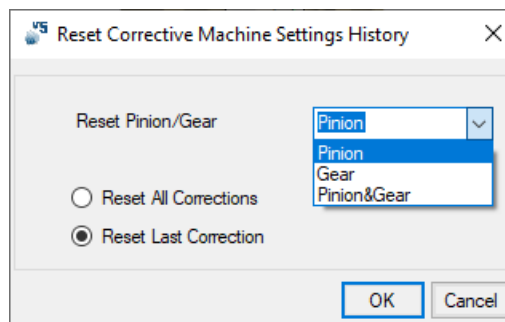 VS Reset Corrective Machine Settings History
Reset Pinion/Gear Pinion
Pinion
Gear
Pinion&Gear
Reset All Corrections
Reset Last Correction
OK Cancel